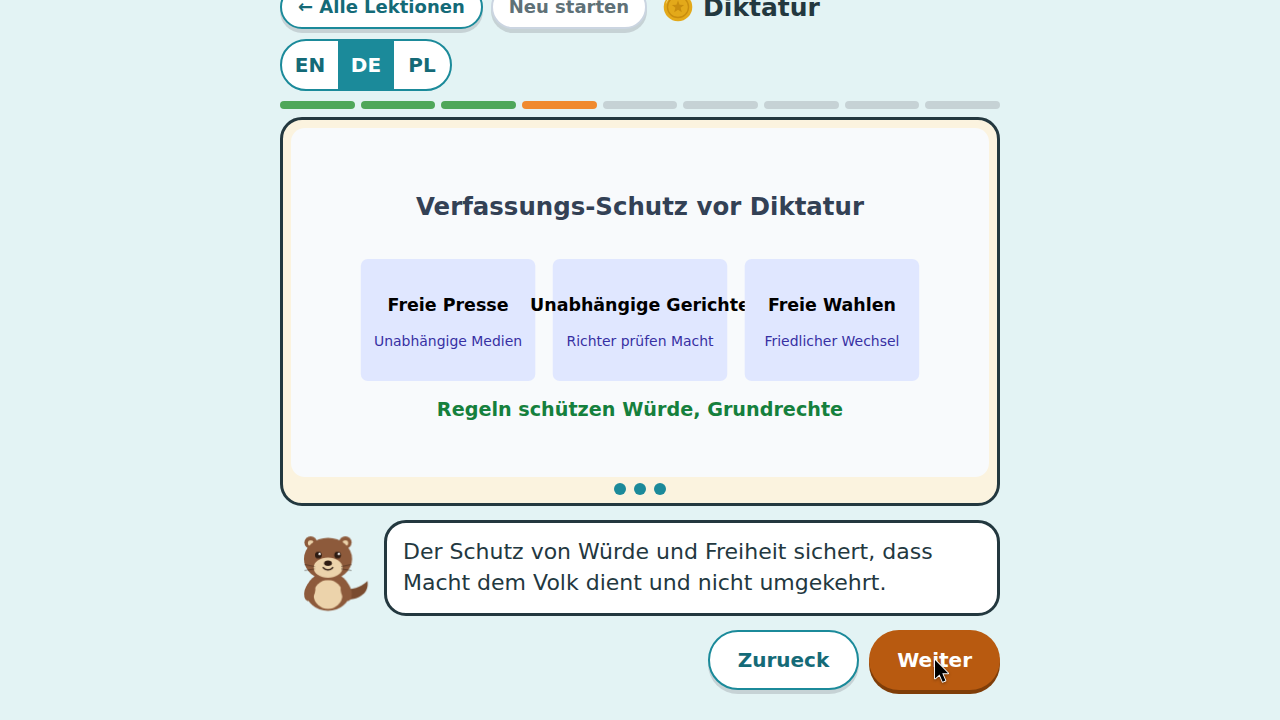 ← Alle Lektionen
Neu starten
Diktatur
EN DE PL
Verfassungs-Schutz vor Diktatur
Freie Presse
Unabhängige Medien
Unabhängige Gerichte
Richter prüfen Macht
Freie Wahlen
Friedlicher Wechsel
Regeln schützen Würde, Grundrechte
Der Schutz von Würde und Freiheit sichert, dass
Macht dem Volk dient und nicht umgekehrt.
Zurueck
Weiter